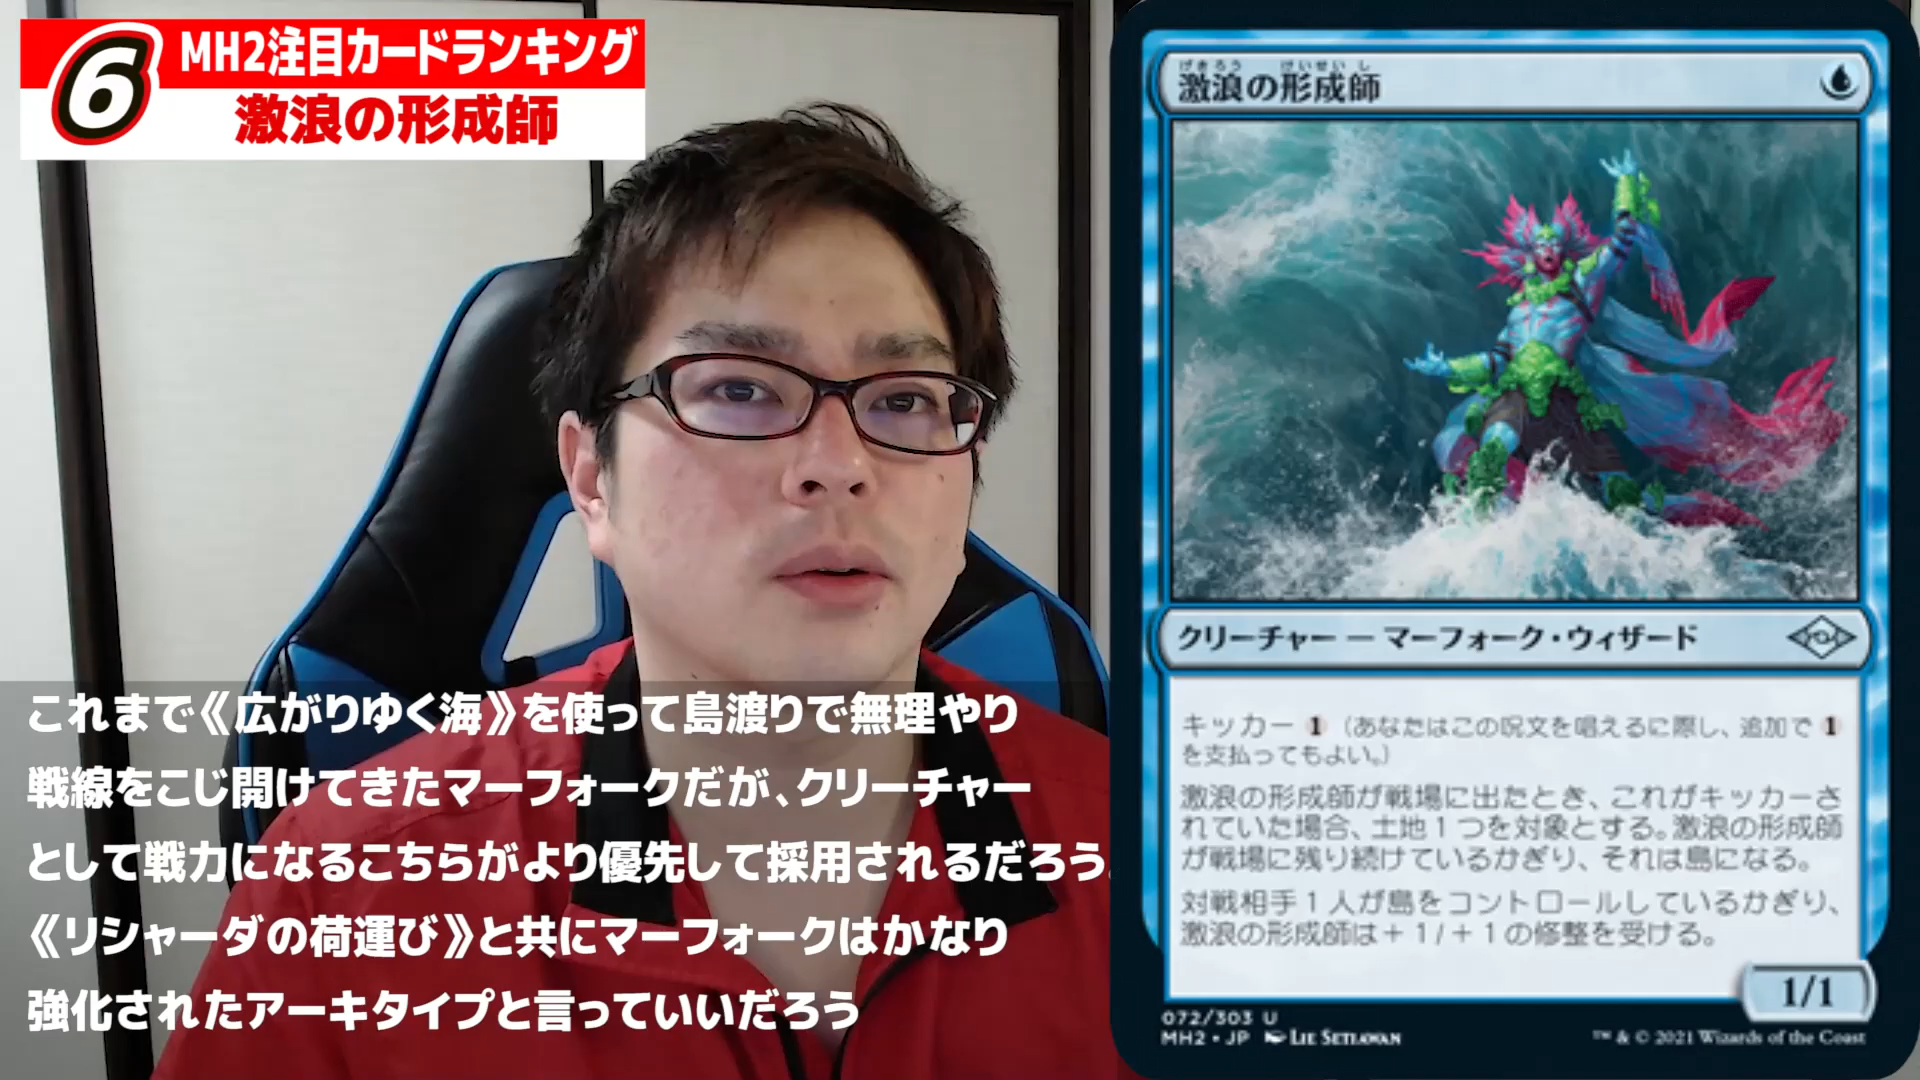 6
MH2注目カードランキング
激浪の形成師
これまで《広がりゆく海》を使って島渡りで無理やり
戦線をこじ開けてきたマーフォークだが、クリーチャー
として戦力になるこちらがより優先して採用されるだろう。
《リシャーダの荷運び》と共にマーフォークはかなり
強化されたアーキタイプと言っていいだろう
げきろう けいせいし
激浪の形成師
クリーチャー — マーフォーク・ウィザード
キッカー 1 (あなたはこの呪文を唱えるに際し、追加で 1
を支払ってもよい。)
激浪の形成師が戦場に出たとき、これがキッカーさ
れていた場合、土地1つを対象とする。激浪の形成師
が戦場に残り続けているかぎり、それは島になる。
対戦相手1人が島をコントロールしているかぎり、
激浪の形成師は+1/+1の修整を受ける。
1/1
072/303 U
MH2 • JP Lie Setiawan
™ & © 2021 Wizards of the Coast